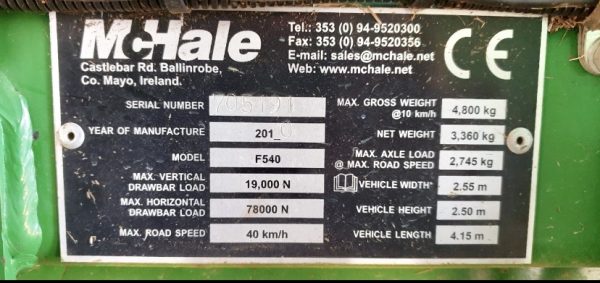 McHale
Castlebar Rd. Ballinrobe,
Co. Mayo, Ireland.
Tel.: 353 (0) 94-9520300
Fax: 353 (0) 94-9520356
E-mail: sales@mchale.net
Web: www.mchale.net
CE
SERIAL NUMBER
YEAR OF MANUFACTURE 201_0
MODEL F540
MAX. VERTICAL
DRAWBAR LOAD 19,000 N
MAX. HORIZONTAL
DRAWBAR LOAD 78000 N
MAX. ROAD SPEED 40 km/h
MAX. GROSS WEIGHT
@10 km/h 4,800 kg
NET WEIGHT 3,360 kg
MAX. AXLE LOAD
@ MAX. ROAD SPEED 2,745 kg
VEHICLE WIDTH* 2.55 m
VEHICLE HEIGHT 2.50 m
VEHICLE LENGTH 4.15 m